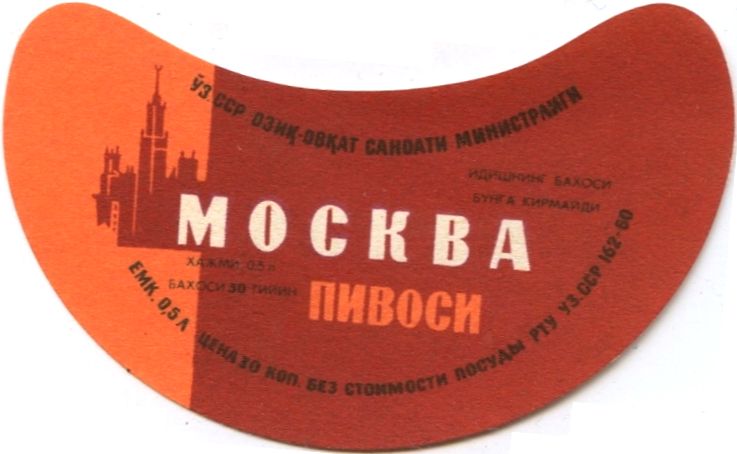 ЎЗ.ССР ОЗИҚ-ОВҚАТ САНОАТИ МИНИСТРЛИГИ
ИДИШНИНГ БАХОСИ
БУНГА КИРМАЙДИ
МОСКВА
ХАЖМИ, 0,5 л
БАХОСИ 30 ТИЙИН
ПИВОСИ
ЕМК. 0,5 Л ЦЕНА 30 КОП. БЕЗ СТОИМОСТИ ПОСУДЫ РТУ УЗ.ССР 162-60